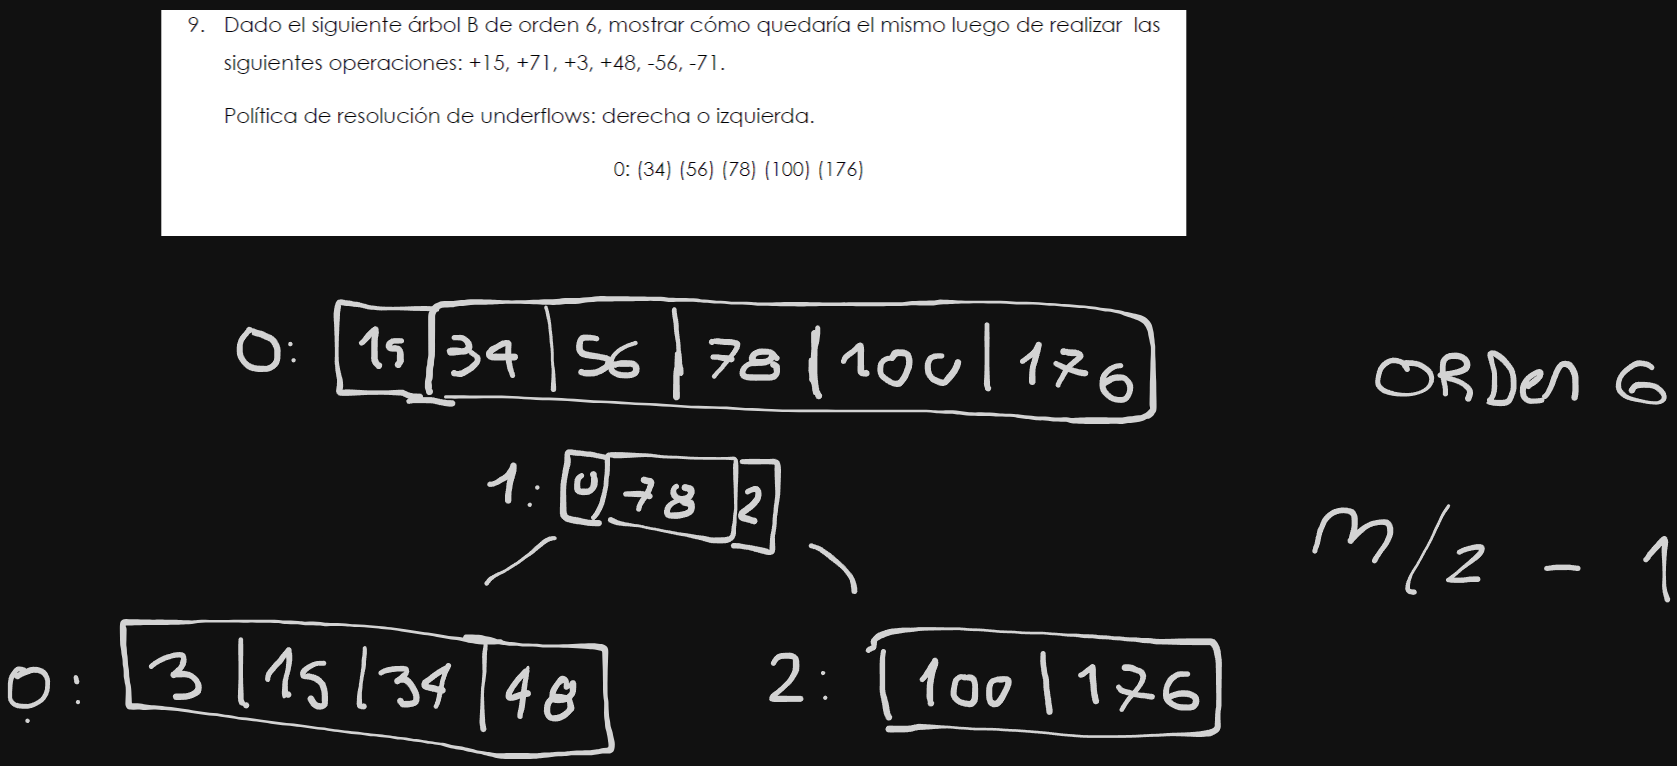 9. Dado el siguiente árbol B de orden 6, mostrar cómo quedaría el mismo luego de realizar las
siguientes operaciones: +15, +71, +3, +48, -56, -71.
Política de resolución de underflows: derecha o izquierda.
0: (34) (56) (78) (100) (176)
0: 15 | 34 | 56 | 78 | 100 | 176
ORDen 6
1: 0 | 78 | 2
M/2 - 1
0: 3 | 15 | 34 | 48
2: | 100 | 176